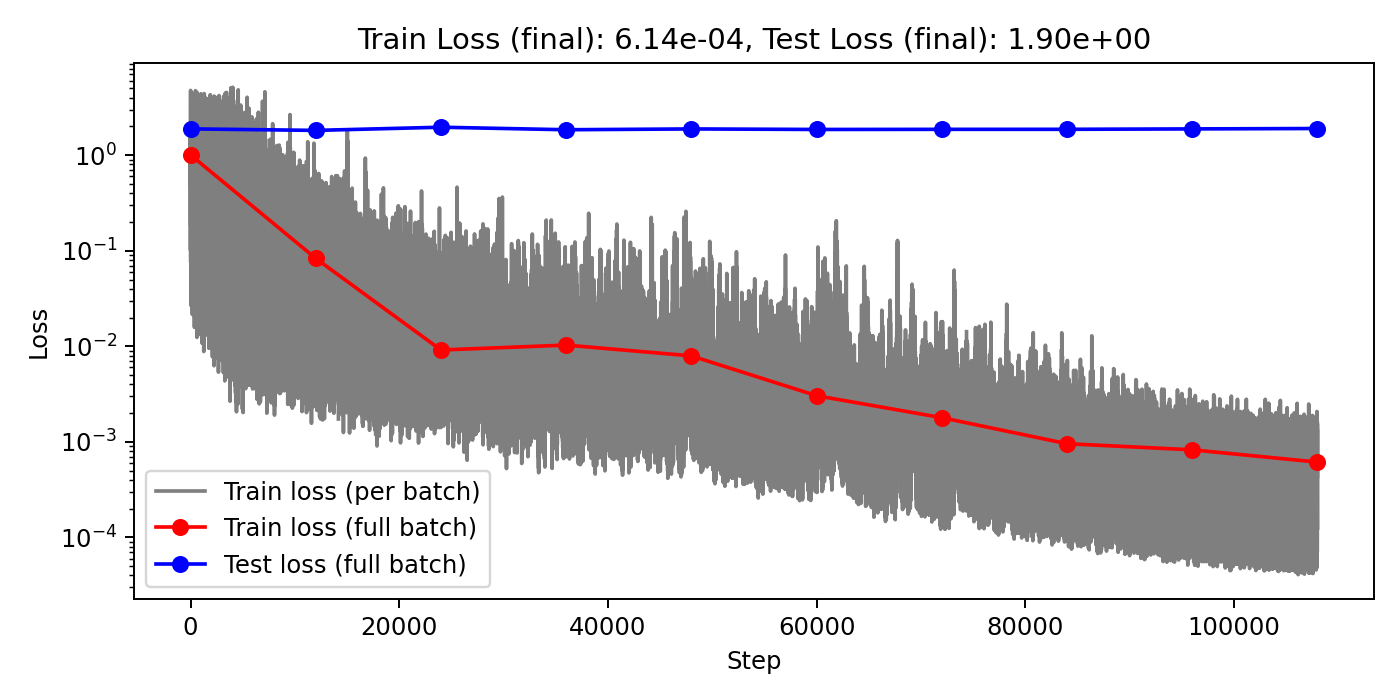 Train Loss (final): 6.14e-04, Test Loss (final): 1.90e+00
Loss
10^0
10^-1
10^-2
10^-3
10^-4
Train loss (per batch)
Train loss (full batch)
Test loss (full batch)
0 20000 40000 60000 80000 100000
Step